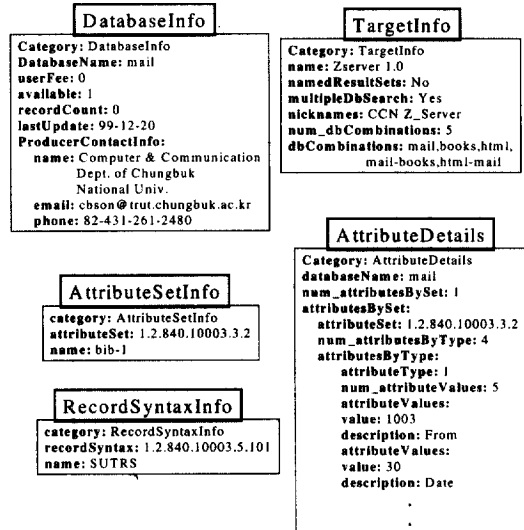 DatabaseInfo
Category: DatabaseInfo
DatabaseName: mail
userFee: 0
available: 1
recordCount: 0
lastUpdate: 99-12-20
ProducerContactInfo:
name: Computer & Communication
Dept. of Chungbuk
National Univ.
email: cbson@trut.chungbuk.ac.kr
phone: 82-431-261-2480
TargetInfo
Category: TargetInfo
name: Zserver 1.0
namedResultSets: No
multipleDbSearch: Yes
nicknames: CCN Z_Server
num_dbCombinations: 5
dbCombinations: mail,books,html,
mail-books,html-mail
AttributeSetInfo
category: AttributeSetInfo
attributeSet: 1.2.840.10003.3.2
name: bib-1
RecordSyntaxInfo
category: RecordSyntaxInfo
recordSyntax: 1.2.840.10003.5.101
name: SUTRS
AttributeDetails
Category: AttributeDetails
databaseName: mail
num_attributesBySet: 1
attributesBySet:
attributeSet: 1.2.840.10003.3.2
num_attributesByType: 4
attributesByType:
attributeType: 1
num_attributeValues: 5
attributeValues:
value: 1003
description: From
attributeValues:
value: 30
description: Date
.
.